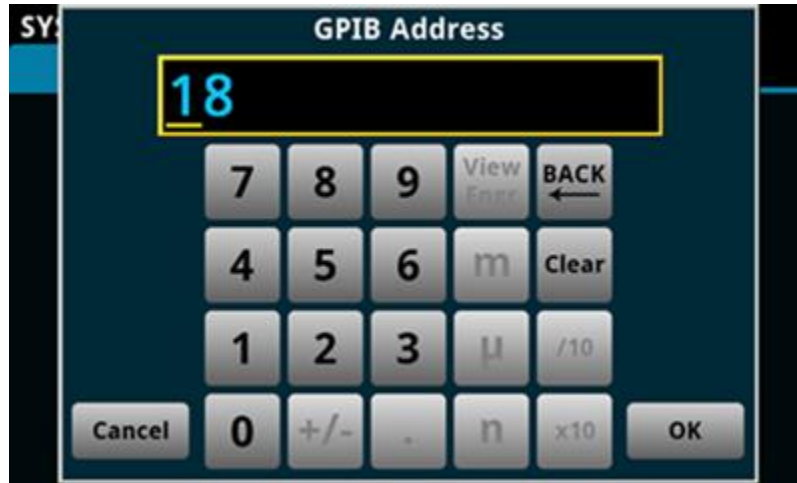 SYS
GPIB Address
18
7 8 9 View Engr BACK
4 5 6 m Clear
1 2 3 µ /10
Cancel 0 +/- . n x10 OK